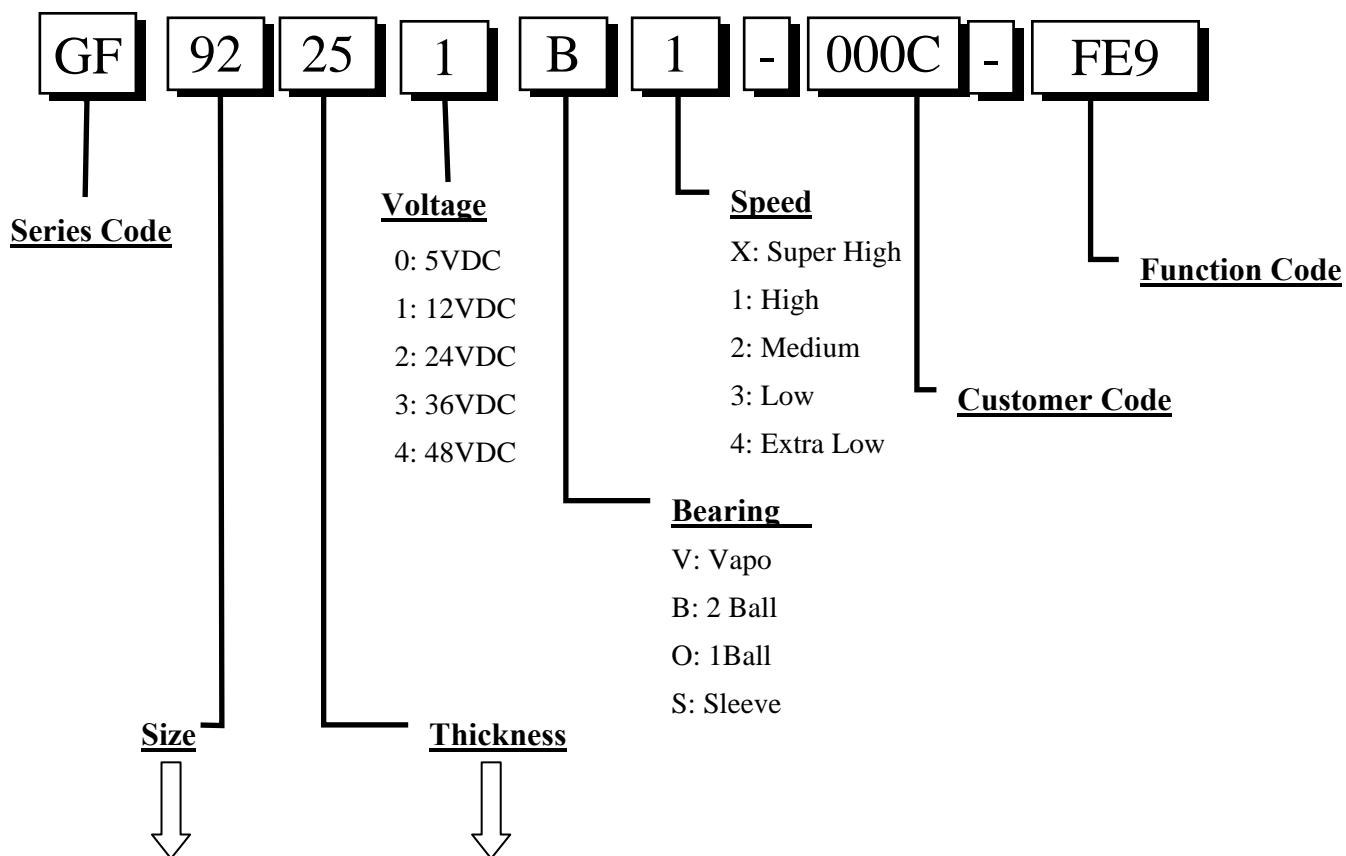 GF 92 25 1 B 1 - 000C - FE9
Series Code
Voltage
0: 5VDC
1: 12VDC
2: 24VDC
3: 36VDC
4: 48VDC
Speed
X: Super High
1: High
2: Medium
3: Low
4: Extra Low
Function Code
Customer Code
Bearing
V: Vapo
B: 2 Ball
O: 1Ball
S: Sleeve
Size
Thickness